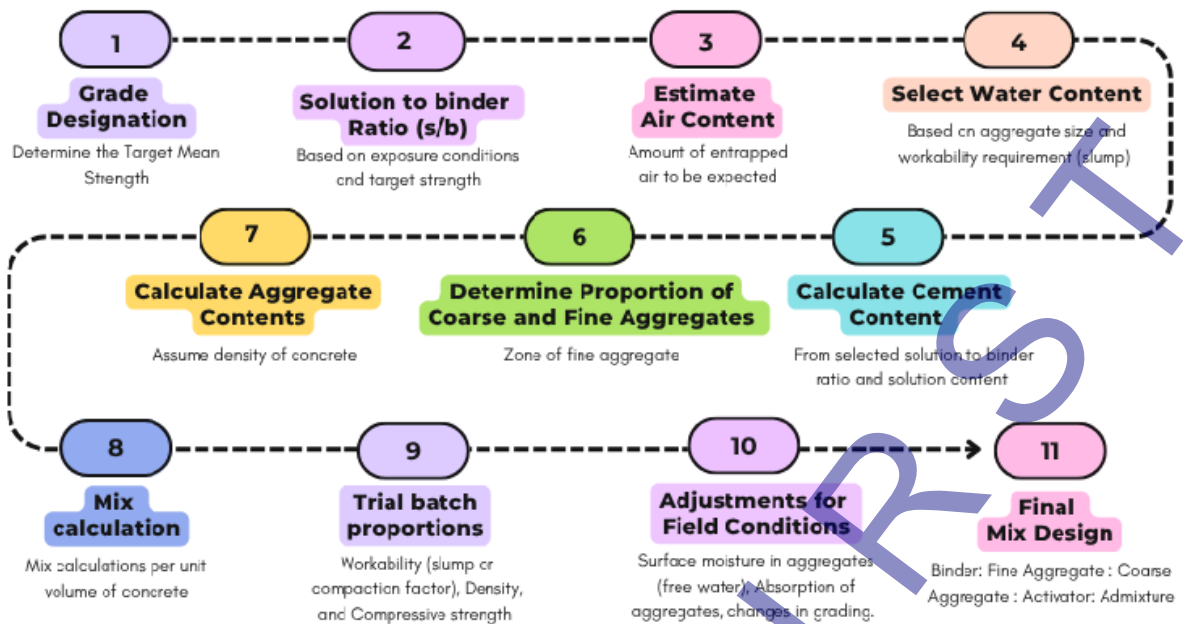 1
Grade
Designation
Determine the Target Mean
Strength
2
Solution to binder
Ratio (s/b)
Based on exposure conditions
and target strength
3
Estimate
Air Content
Amount of entrapped
air to be expected
4
Select Water Content
Based on aggregate size and
workability requirement (slump)
7
Calculate Aggregate
Contents
Assume density of concrete
6
Determine Proportion of
Coarse and Fine Aggregates
Zone of fine aggregate
5
Calculate Cement
Content
From selected solution to binder
ratio and solution content
8
Mix
calculation
Mix calculations per unit
volume of concrete
9
Trial batch
proportions
Workability (slump or
compaction factor), Density,
and Compressive strength
10
Adjustments for
Field Conditions
Surface moisture in aggregates
(free water), Absorption of
aggregates, changes in grading.
11
Final
Mix Design
Binder: Fine Aggregate : Coarse
Aggregate : Activator: Admixture
IRST